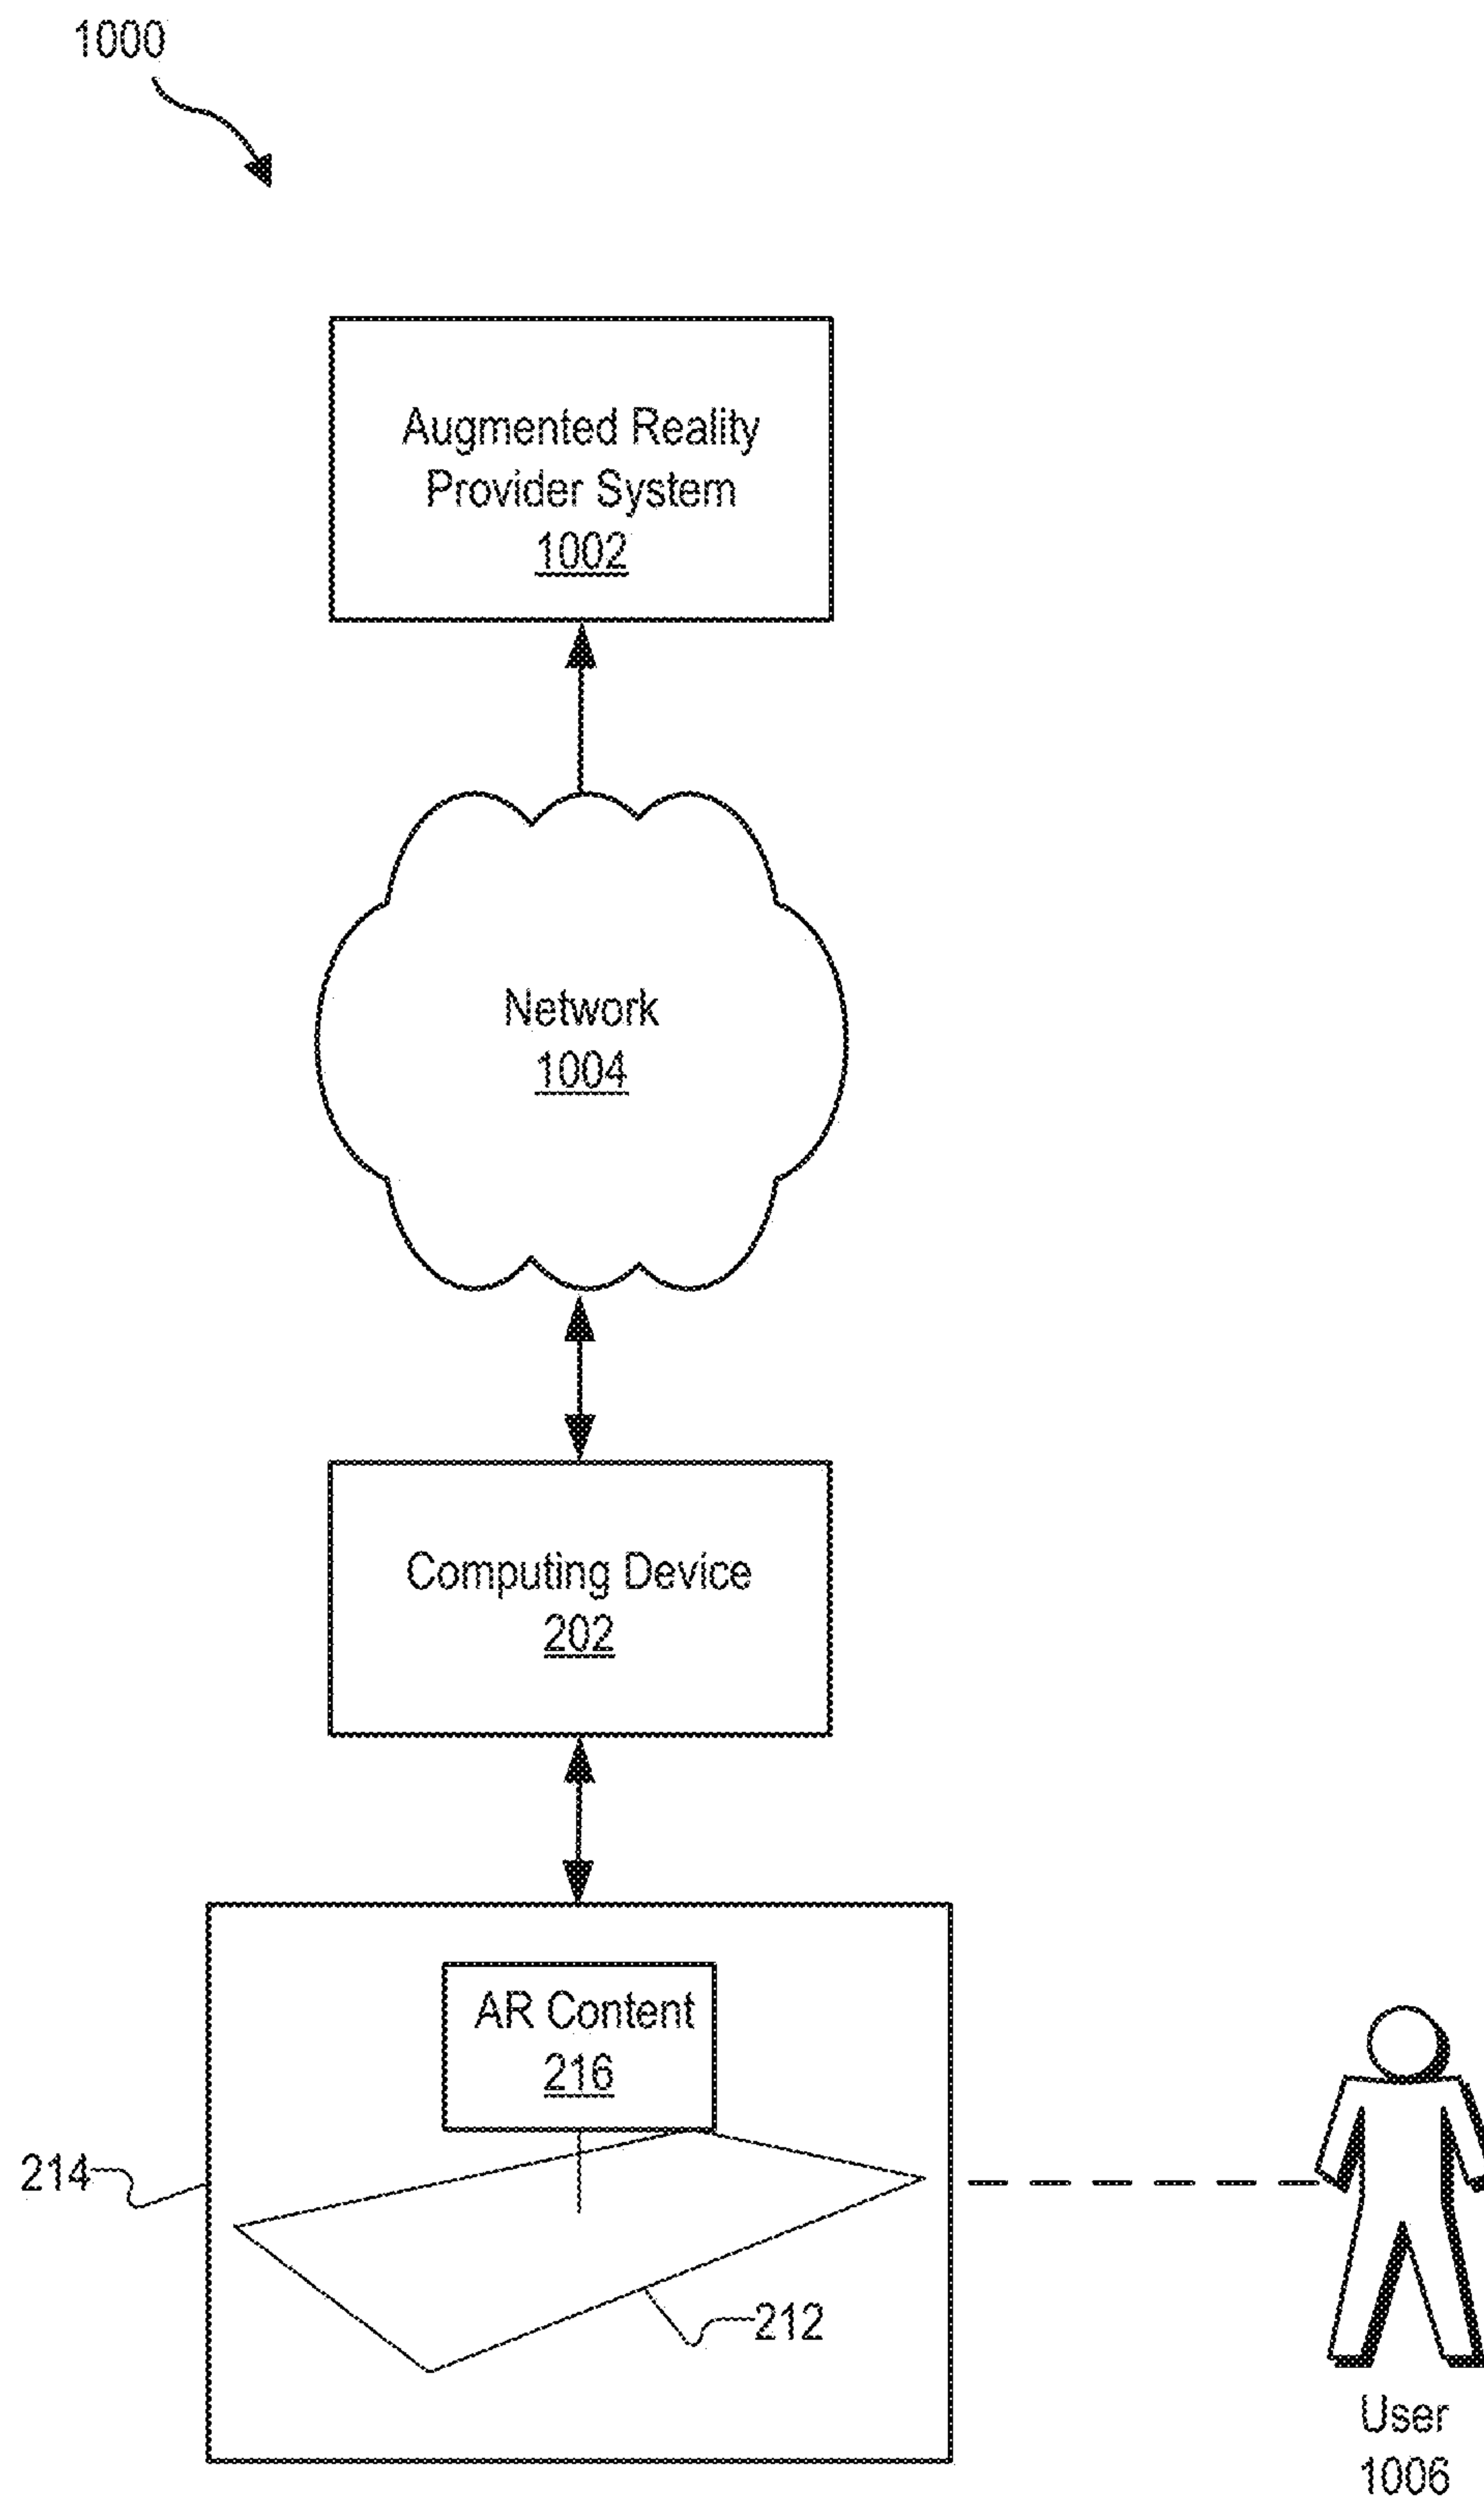 1000
Augmented Reality
Provider System
1002
Network
1004
Computing Device
202
AR Content
216
214
212
User
1006